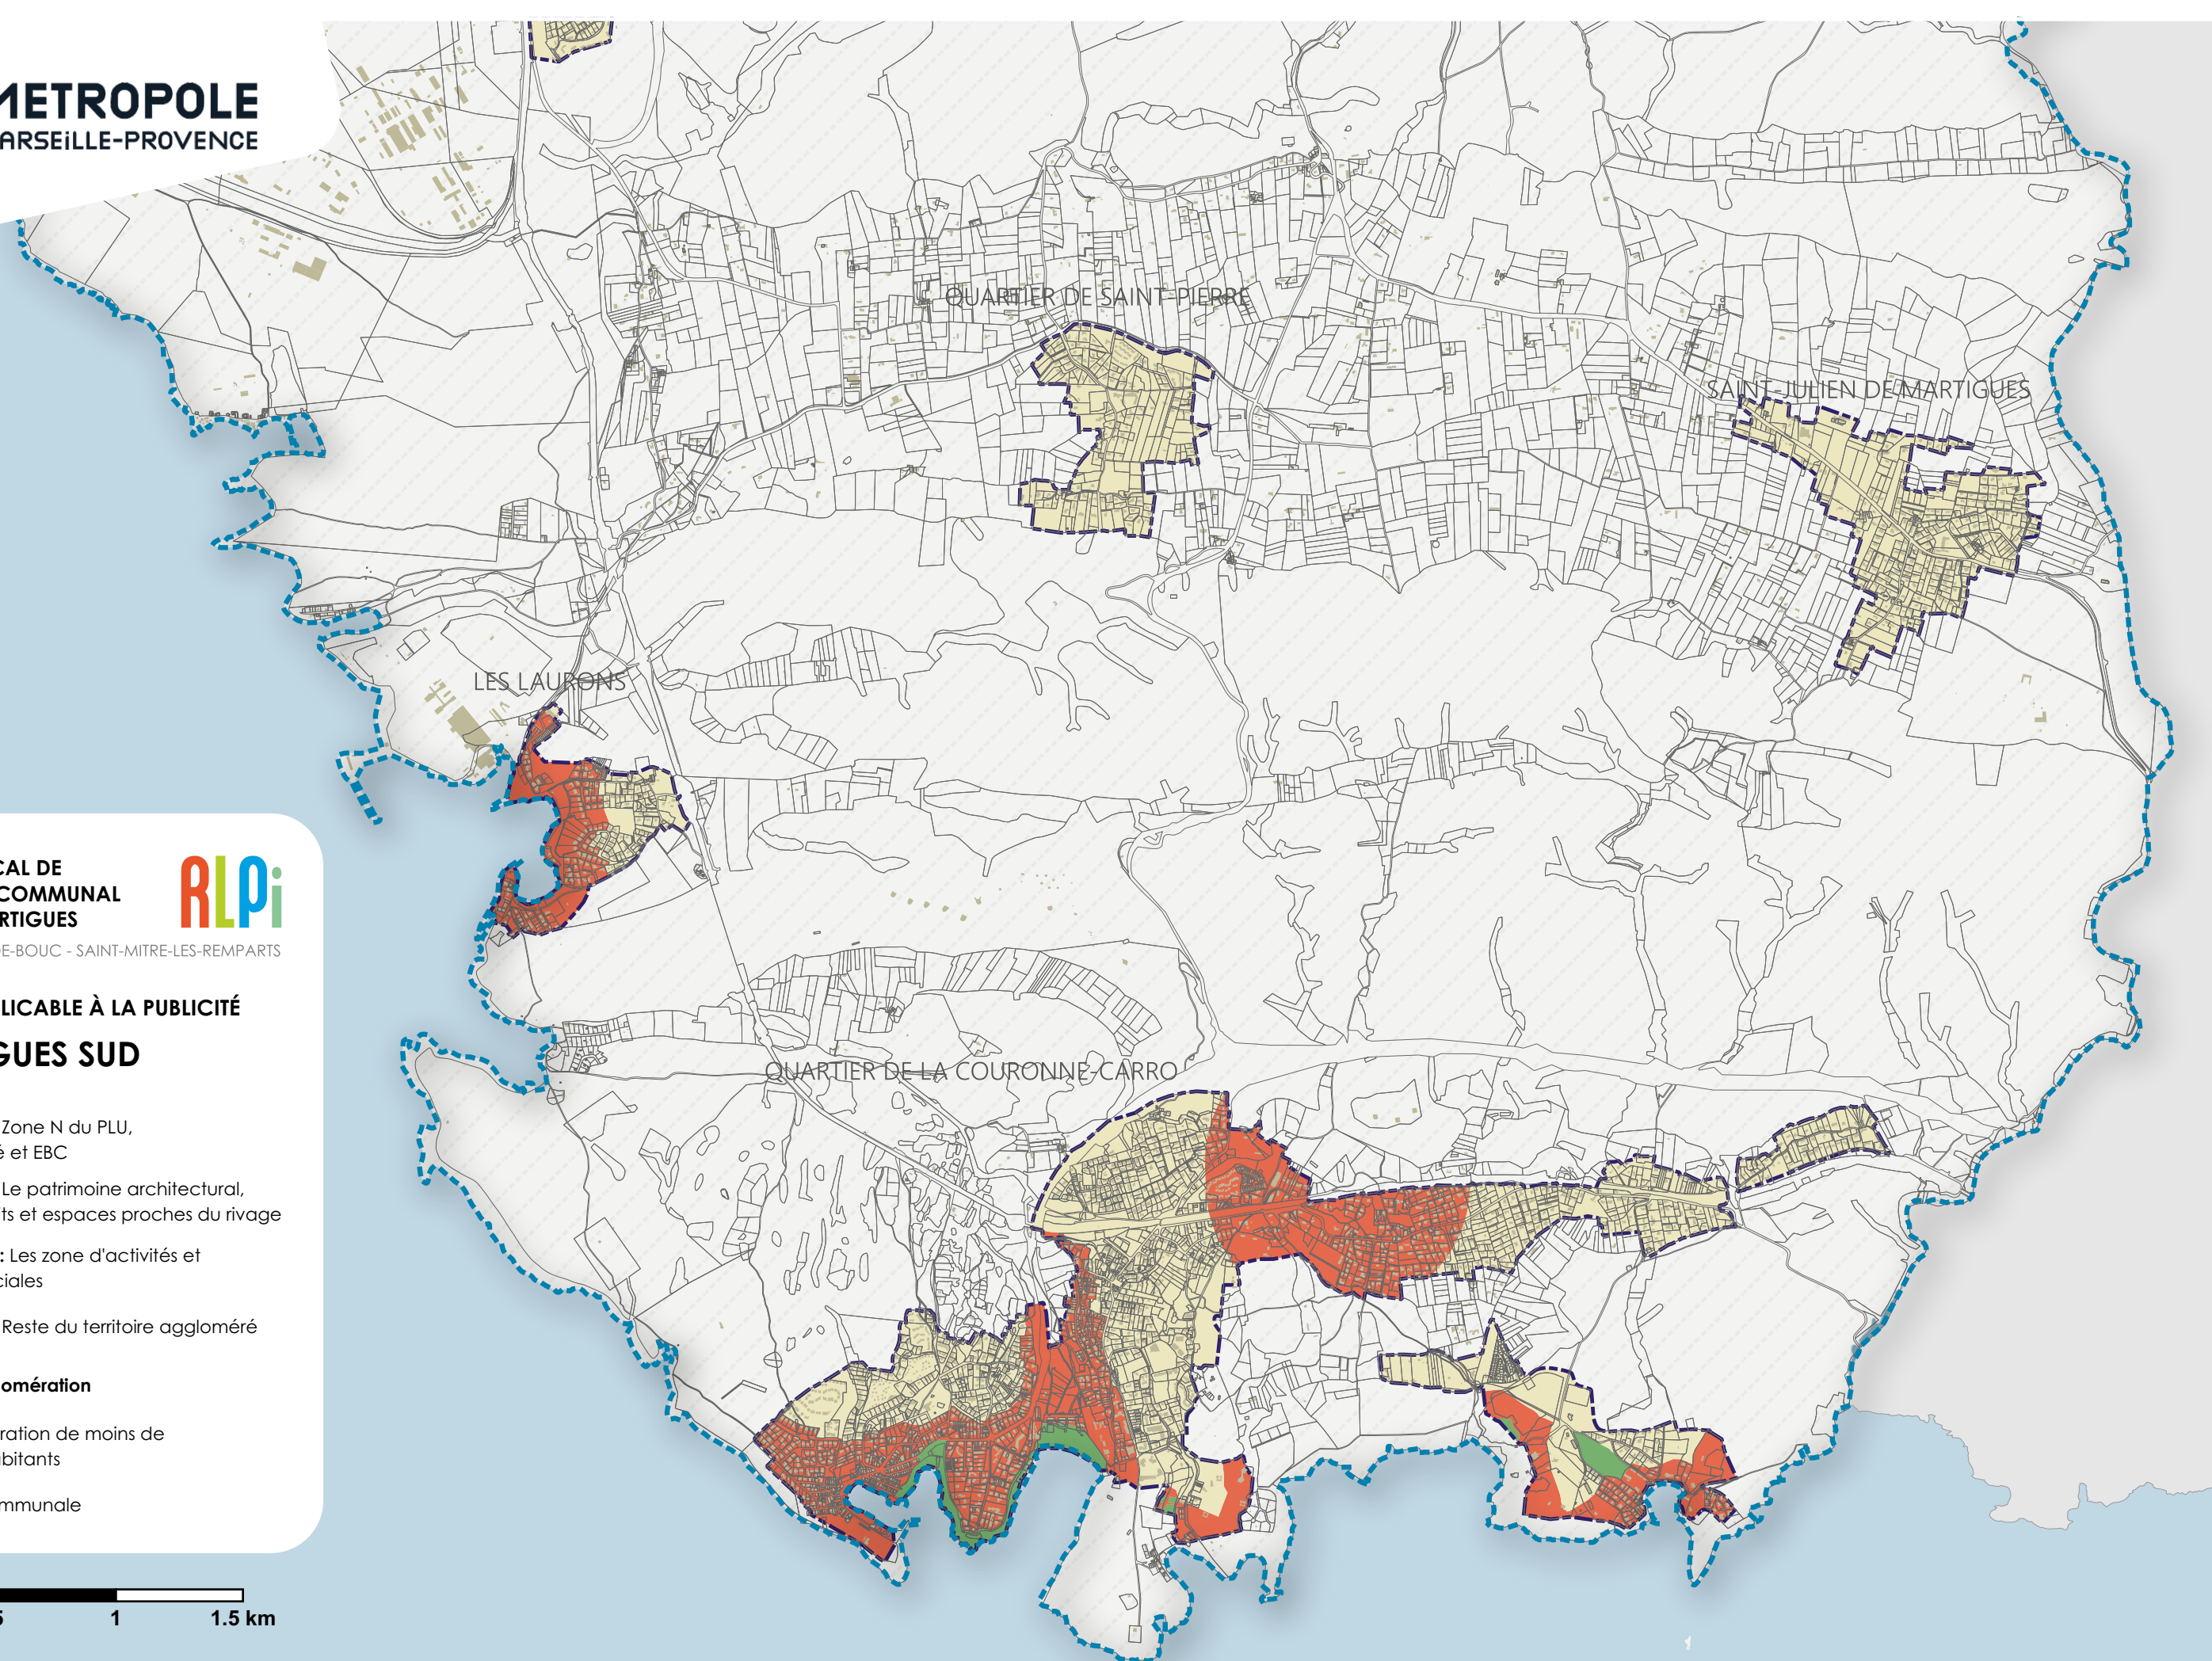 METROPOLE
ARSEiLLE-PROVENCE
QUARTIER DE SAINT-PIERRE
SAINT-JULIEN DE MARTIGUES
LES LAURONS
QUARTIER DE LA COURONNE-CARRO
CAL DE
COMMUNAL
RTIGUES
RLPi
DE-BOUC - SAINT-MITRE-LES-REMPARTS
LICABLE À LA PUBLICITÉ
GUES SUD
Zone N du PLU,
é et EBC
Le patrimoine architectural,
ts et espaces proches du rivage
: Les zone d'activités et
ciales
Reste du territoire aggloméré
omération
ration de moins de
bitants
mmunale
5 1 1.5 km